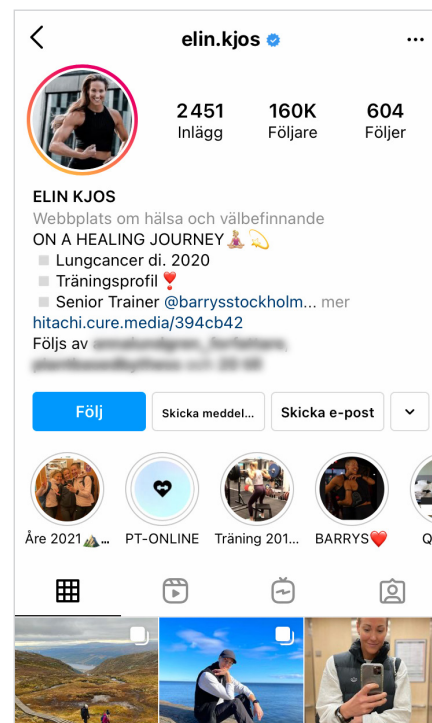 elin.kjos
2451 160K 604
Inlägg Följare Följer
ELIN KJOS
Webbplats om hälsa och välbefinnande
ON A HEALING JOURNEY🧘🏼‍♀️💫
Lungcancer di. 2020
Träningsprofil❣️
Senior Trainer @barrysstockholm... mer
hitachi.cure.media/394cb42
Följs av
Följ Skicka meddel... Skicka e-post
Åre 2021🏔️... PT-ONLINE Träning 201... BARRYS❤️ Q